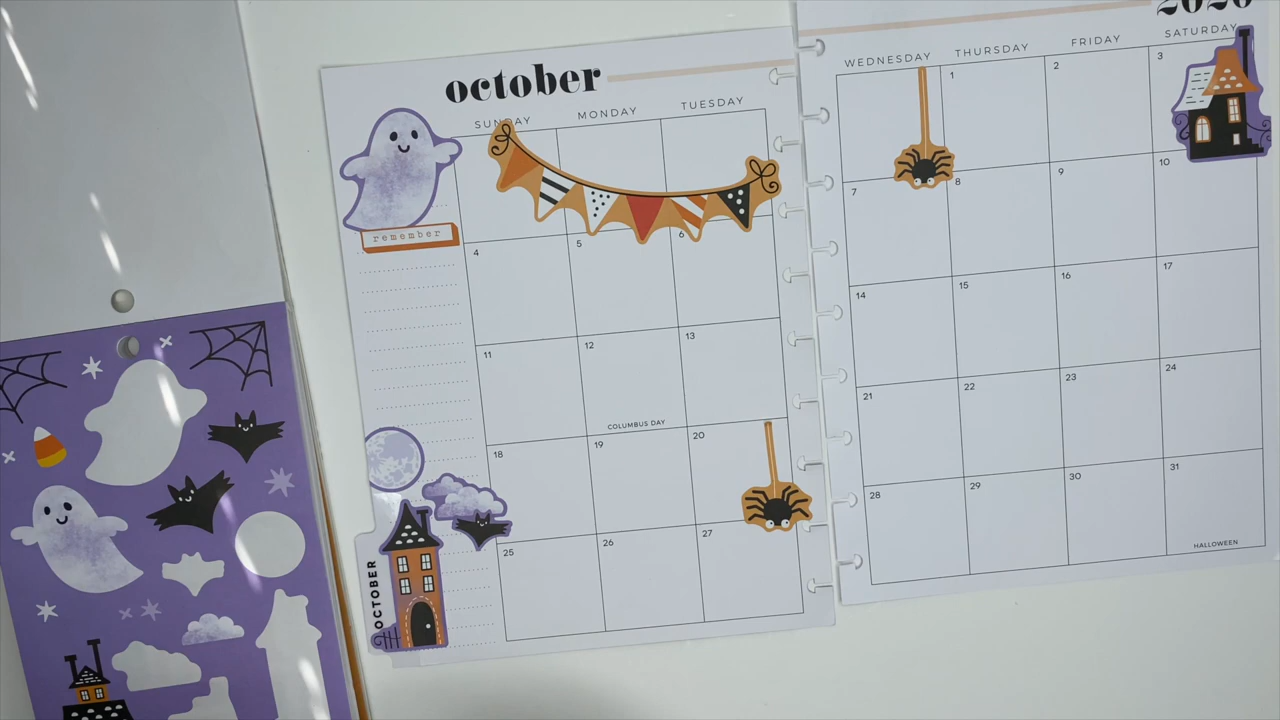 october
2026
SUNDAY MONDAY TUESDAY
WEDNESDAY THURSDAY FRIDAY SATURDAY
1 2 3
remember
4 5 6
7 8 9 10
11 12 13
14 15 16 17
COLUMBUS DAY
18 19 20
21 22 23 24
25 26 27
28 29 30 31
HALLOWEEN
OCTOBER